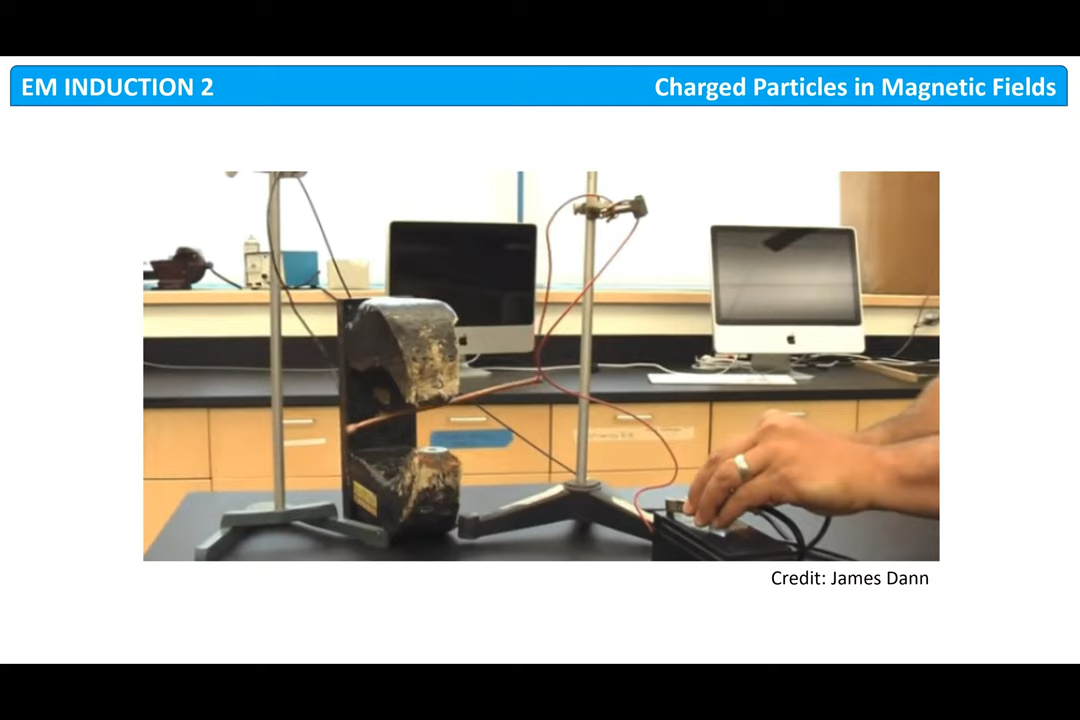 EM INDUCTION 2
Charged Particles in Magnetic Fields
Credit: James Dann